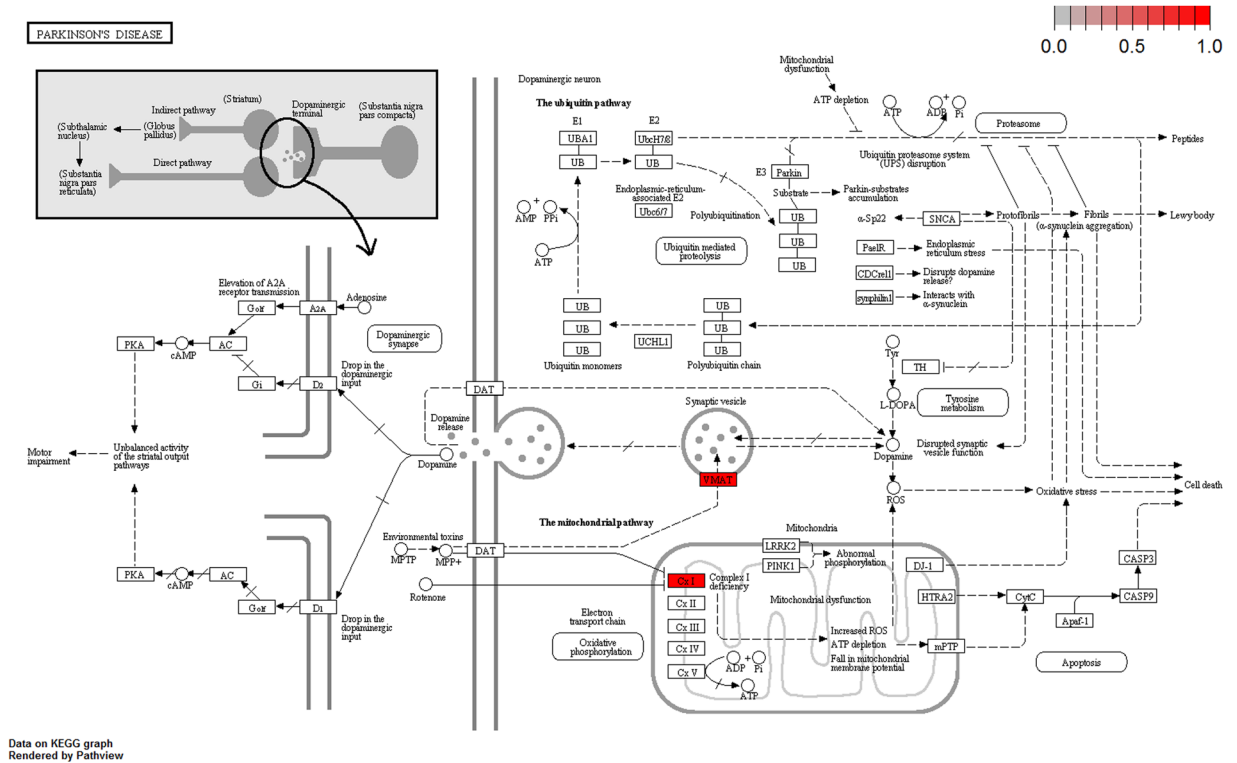 PARKINSON'S DISEASE
0.0
0.5
1.0
(Striatum)
Indirect pathway
Dopaminergic
terminal
(Substantia nigra
pars compacta)
(Subthalamic
nucleus)
(Globus
pallidus)
Direct pathway
(Substantia
nigra pars
reticulata)
Dopaminergic neuron
The ubiquitin pathway
E1
E2
UBA1
UbcH7/8
UB
UB
Endoplasmic-reticulum-
associated E2
Ubc6/7
AMP
+
PPi
ATP
Polyubiquitination
Ubiquitin mediated
proteolysis
Mitochondrial
dysfunction
ATP depletion
ATP
ADP
+
Pi
Proteasome
Peptides
Ubiquitin proteasome system
(UPS) disruption
E3
Parkin
Substrate
Parkin-substrates
accumulation
UB
UB
UB
α-Sp22
SNCA
Protofibrils
Fibrils
(α-synuclein aggregation)
Lewy body
PaelR
Endoplasmic
reticulum stress
CDCrel1
Disrupts dopamine
release?
synphilin1
Interacts with
α-synuclein
UB
UB
UB
Ubiquitin monomers
UCHL1
UB
UB
UB
Polyubiquitin chain
Elevation of A2A
receptor transmission
Golf
A2A
Adenosine
PKA
cAMP
AC
Gi
D2
Drop in the
dopaminergic
input
Dopaminergic
synapse
Motor
impairment
Unbalanced activity
of the striatal output
pathways
PKA
cAMP
AC
Golf
D1
Drop in the
dopaminergic
input
DAT
Dopamine
release
Dopamine
Synaptic vesicle
VMAT
Tyr
TH
L-DOPA
Tyrosine
metabolism
Dopamine
Disrupted synaptic
vesicle function
ROS
Oxidative stress
Cell death
The mitochondrial pathway
Environmental toxins
MPTP
MPP+
DAT
Rotenone
Mitochondria
LRRK2
PINK1
Abnormal
phosphorylation
DJ-1
HTRA2
Cx I
Complex I
deficiency
Cx II
Cx III
Cx IV
Cx V
Mitochondrial dysfunction
Electron
transport chain
Oxidative
phosphorylation
Increased ROS
ATP depletion
Fall in mitochondrial
membrane potential
ADP
+
Pi
ATP
mPTP
CytC
Apaf-1
CASP9
CASP3
Apoptosis
Data on KEGG graph
Rendered by Pathview